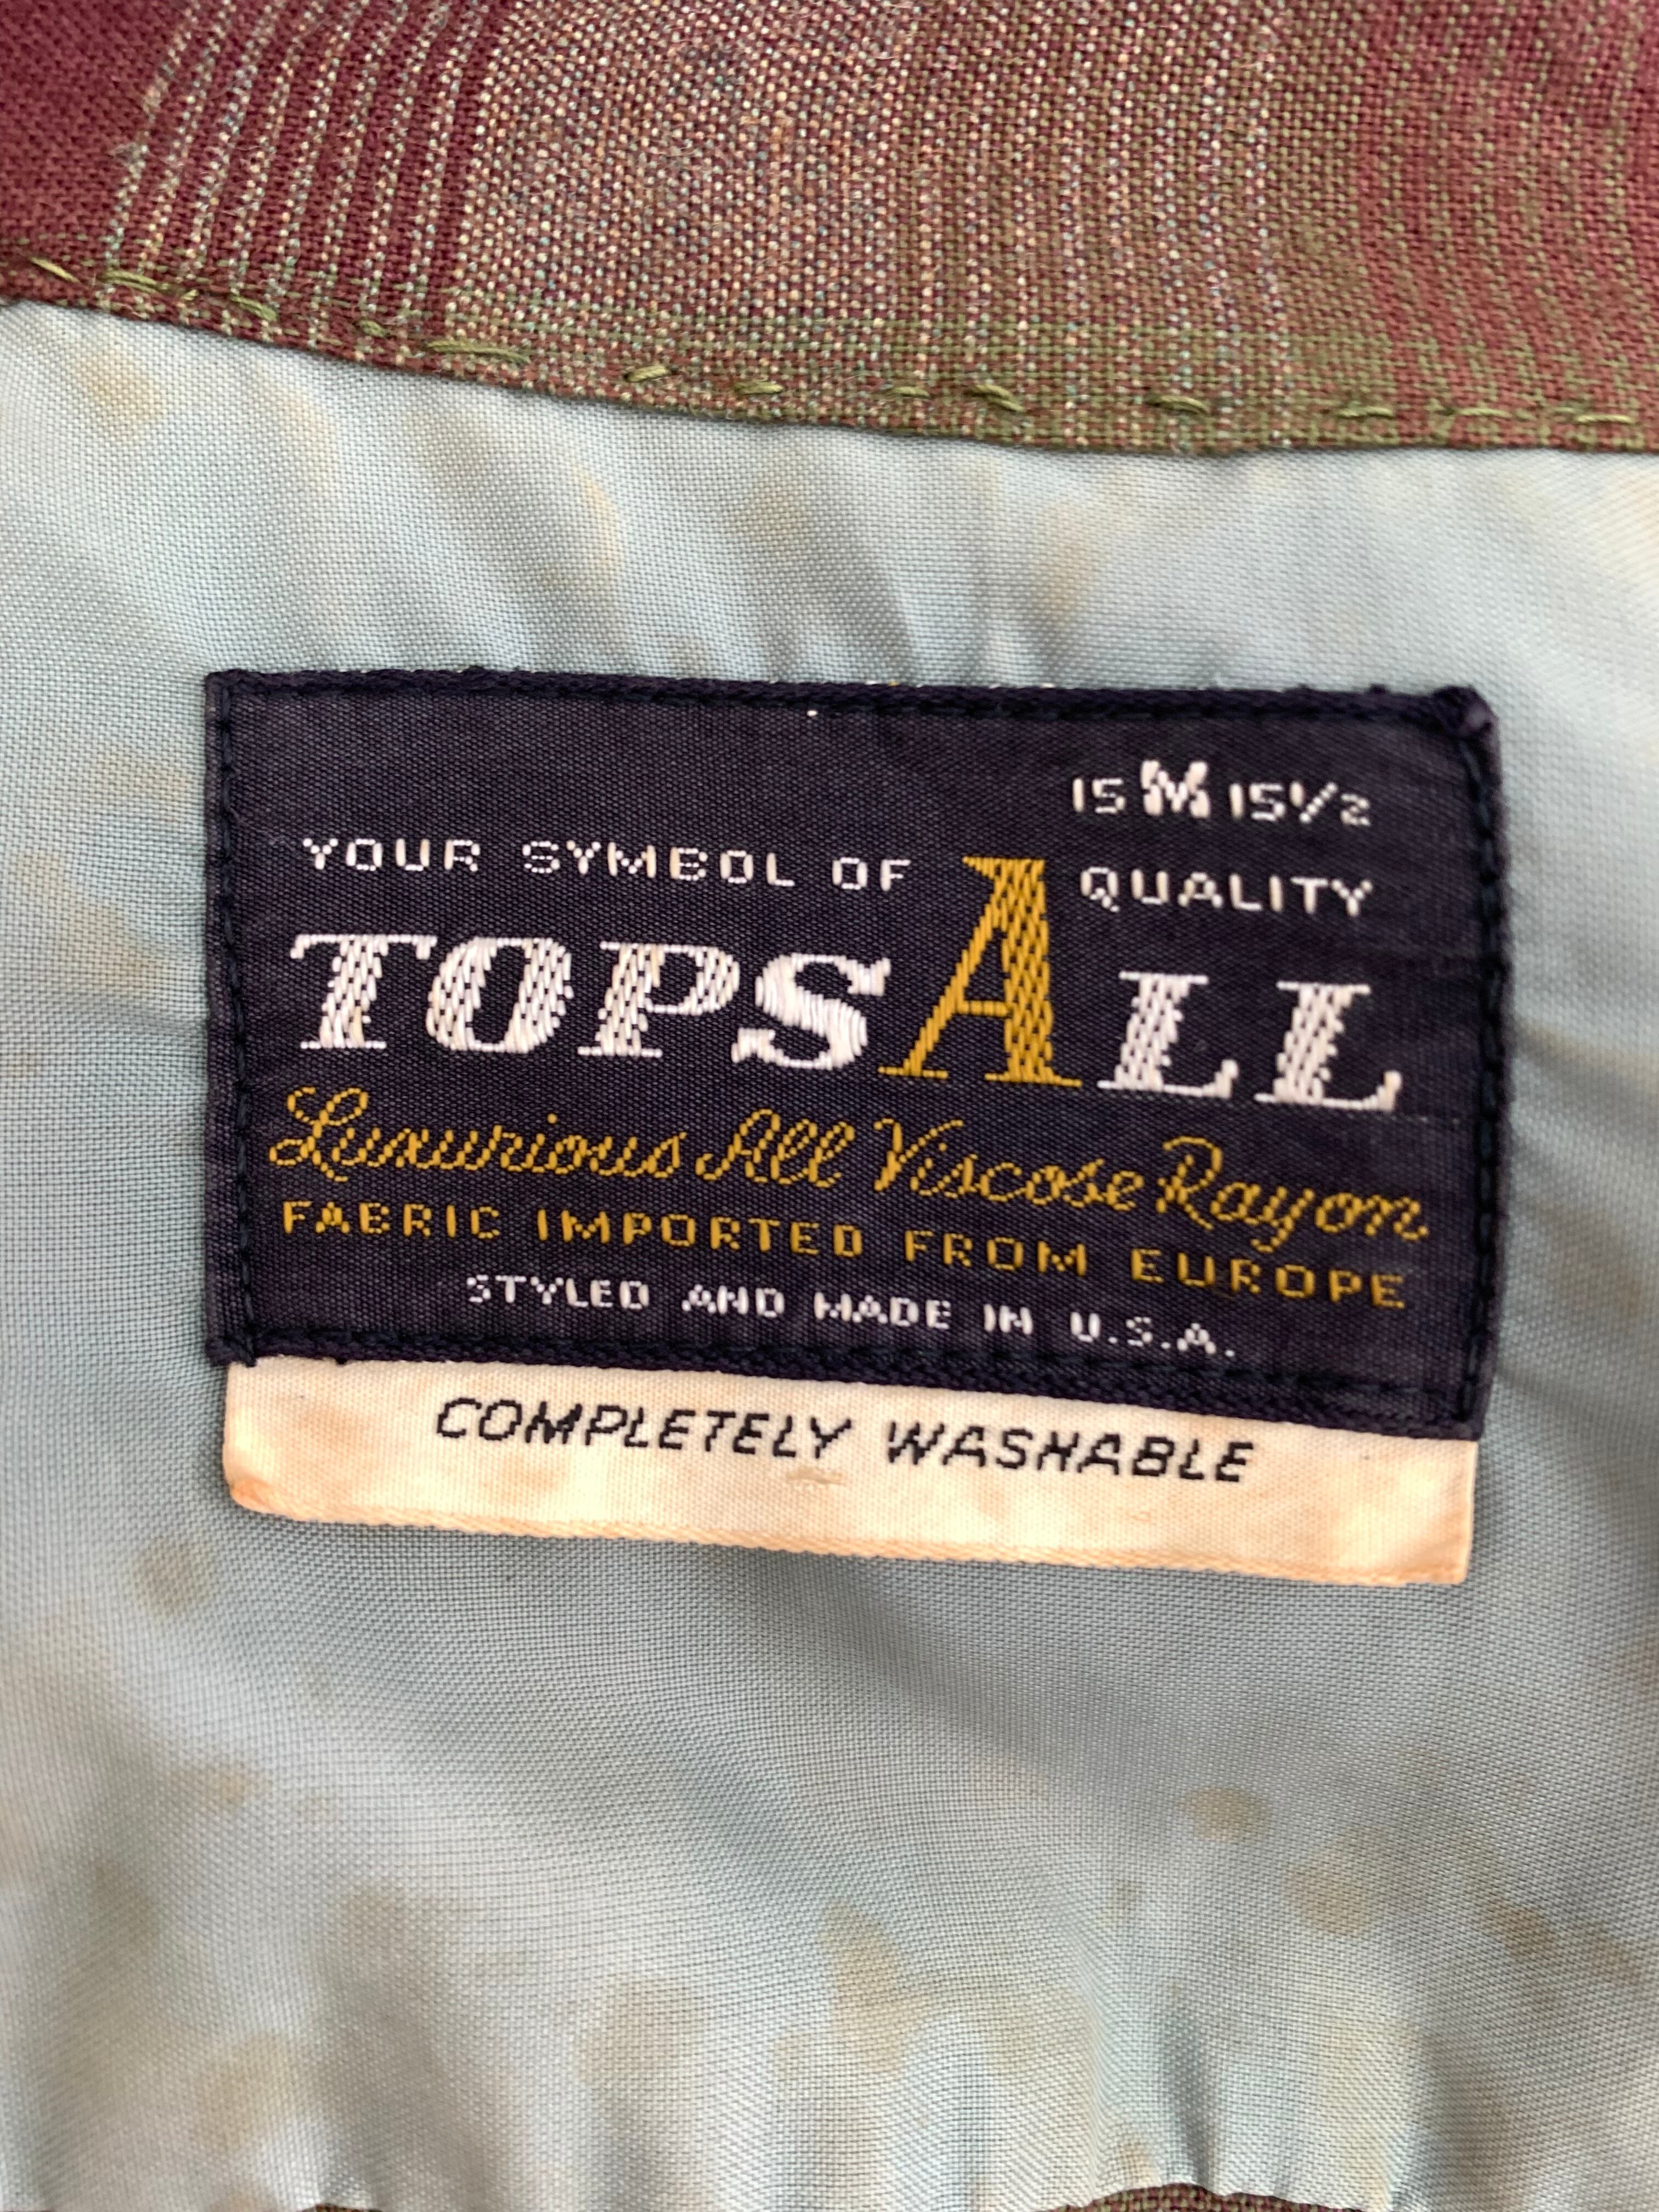 15 M 15½
YOUR SYMBOL OF QUALITY
TOPSALL
Luxurious All Viscose Rayon
FABRIC IMPORTED FROM EUROPE
STYLED AND MADE IN U.S.A.
COMPLETELY WASHABLE